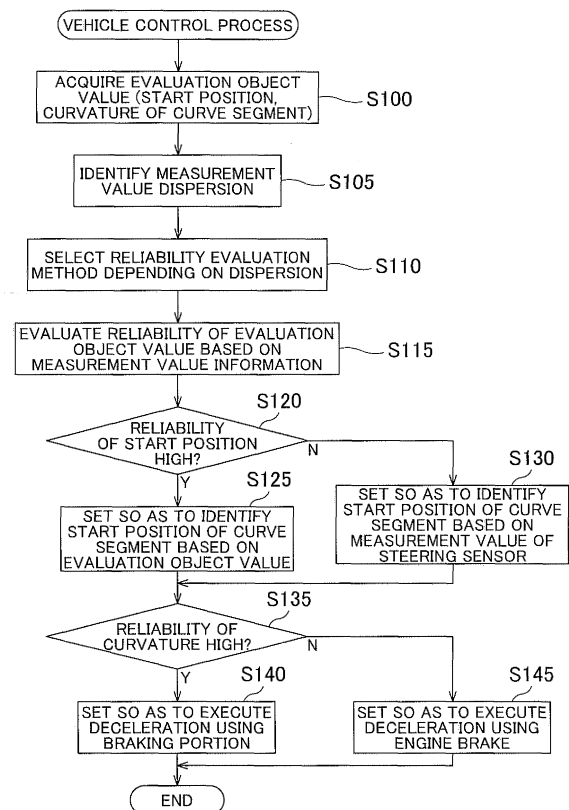 VEHICLE CONTROL PROCESS
ACQUIRE EVALUATION OBJECT
VALUE (START POSITION,
CURVATURE OF CURVE SEGMENT)
S100
IDENTIFY MEASUREMENT
VALUE DISPERSION
S105
SELECT RELIABILITY EVALUATION
METHOD DEPENDING ON DISPERSION
S110
EVALUATE RELIABILITY OF EVALUATION
OBJECT VALUE BASED ON
MEASUREMENT VALUE INFORMATION
S115
S120
RELIABILITY
OF START POSITION
HIGH?
N
Y
S125
SET SO AS TO IDENTIFY
START POSITION OF CURVE
SEGMENT BASED ON
EVALUATION OBJECT VALUE
S130
SET SO AS TO IDENTIFY
START POSITION OF CURVE
SEGMENT BASED ON
MEASUREMENT VALUE OF
STEERING SENSOR
S135
RELIABILITY OF
CURVATURE HIGH?
N
Y
S140
SET SO AS TO EXECUTE
DECELERATION USING
BRAKING PORTION
S145
SET SO AS TO EXECUTE
DECELERATION USING
ENGINE BRAKE
END